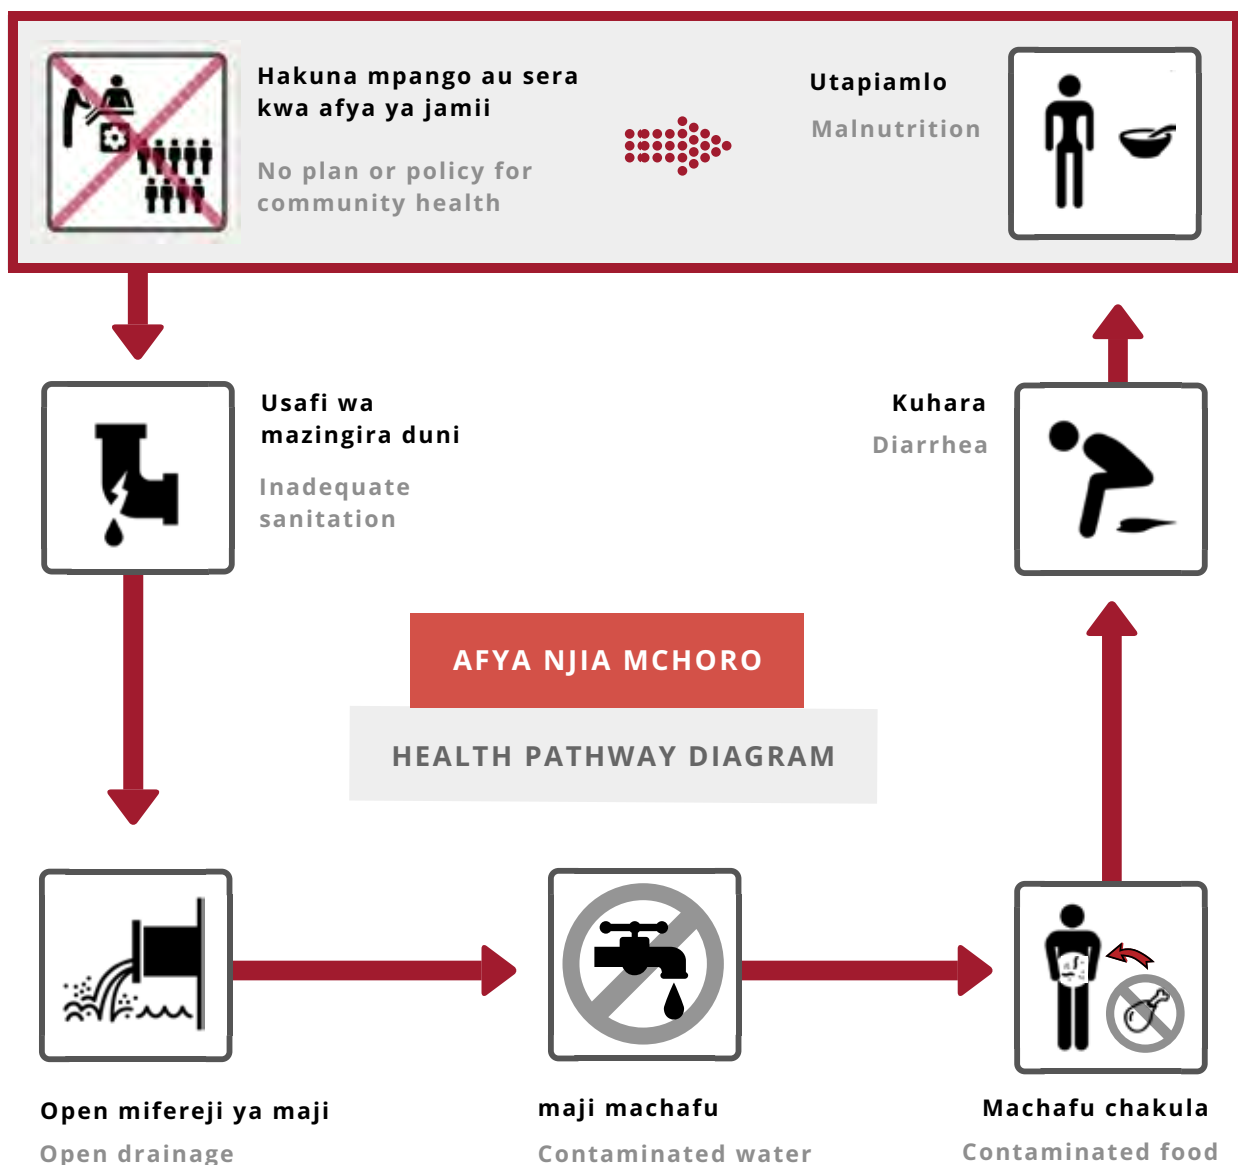 Hakuna mpango au sera
kwa afya ya jamii
No plan or policy for
community health
Utapiamlo
Malnutrition
Usafi wa
mazingira duni
Inadequate
sanitation
Kuhara
Diarrhea
AFYA NJIA MCHORO
HEALTH PATHWAY DIAGRAM
Open mifereji ya maji
Open drainage
maji machafu
Contaminated water
Machafu chakula
Contaminated food